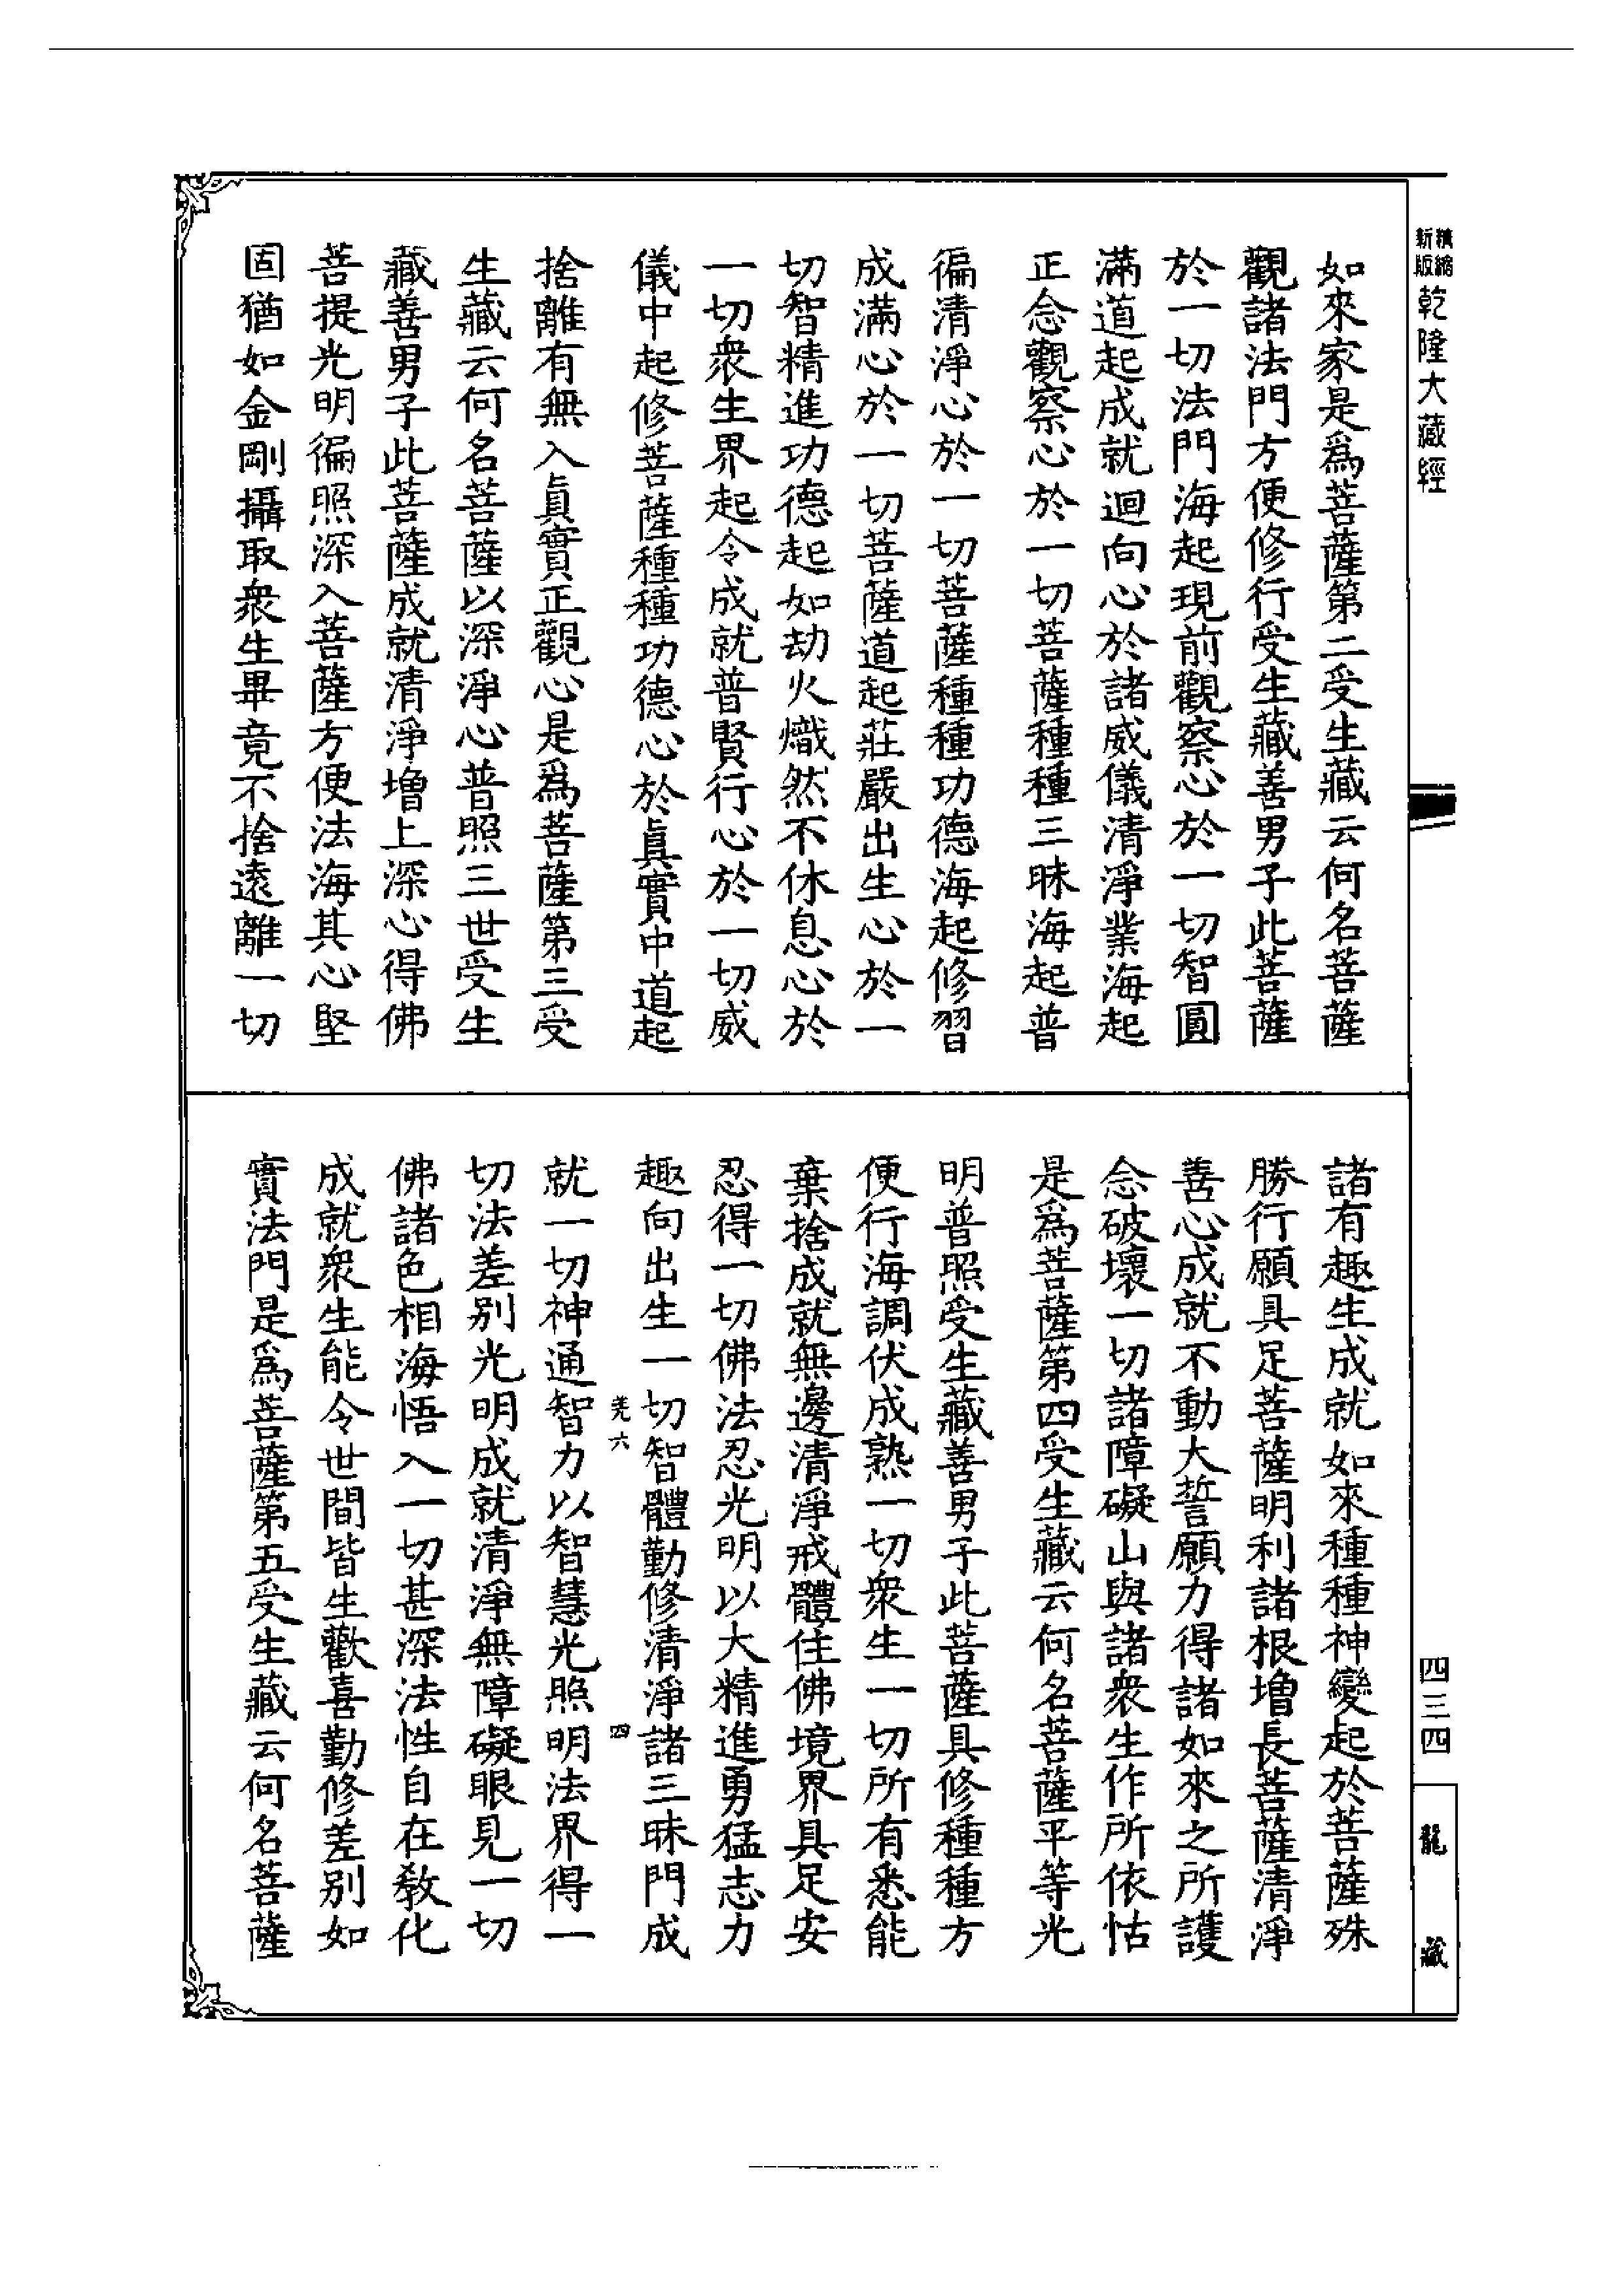 精縮新版乾隆大藏經
如來家是爲菩薩第二受生藏云何名菩薩
觀諸法門方便修行受生藏善男子此菩薩
於一切法門海起現前觀察心於一切智圓
滿道起成就迴向心於諸威儀清淨業海起
正念觀察心於一切菩薩種種三昧海起普
徧清淨心於一切菩薩種種功德海起修習
成滿心於一切菩薩道起莊嚴出生心於一
切智精進功德起如劫火熾然不休息心於
一切衆生界起令成就普賢行心於一切威
儀中起修菩薩種種功德心於眞實中道起
捨離有無入眞實正觀心是爲菩薩第三受
生藏云何名菩薩以深淨心普照三世受生
藏善男子此菩薩成就清淨增上深心得佛
菩提光明徧照深入菩薩方便法海其心堅
固猶如金剛攝取衆生畢竟不捨遠離一切
諸有趣生成就如來種種神變起於菩薩殊
勝行願具足菩薩明利諸根增長菩薩清淨
善心成就不動大誓願力得諸如來之所護
念破壞一切諸障礙山與諸衆生作所依怙
是爲菩薩第四受生藏云何名菩薩平等光
明普照受生藏善男子此菩薩具修種種方
便行海調伏成熟一切衆生一切所有悉能
棄捨成就無邊清淨戒體住佛境界具足安
忍得一切佛法忍光明以大精進勇猛志力
趣向出生一切智體勤修清淨諸三昧門成
羌六
四
就一切神通智力以智慧光照明法界得一
切法差別光明成就清淨無障礙眼見一切
佛諸色相海悟入一切甚深法性自在教化
成就衆生能令世間皆生歡喜勤修差別如
實法門是爲菩薩第五受生藏云何名菩薩
四三四
龍藏